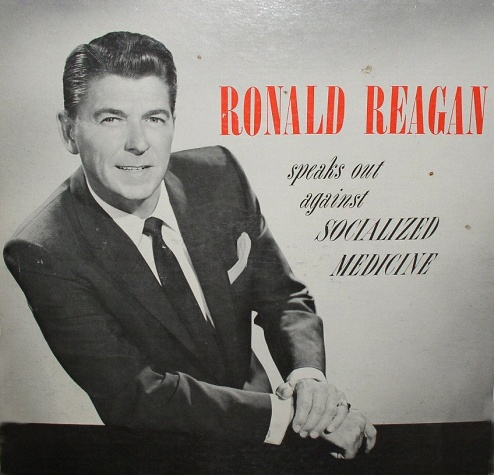 RONALD REAGAN
speaks out
against
SOCIALIZED
MEDICINE